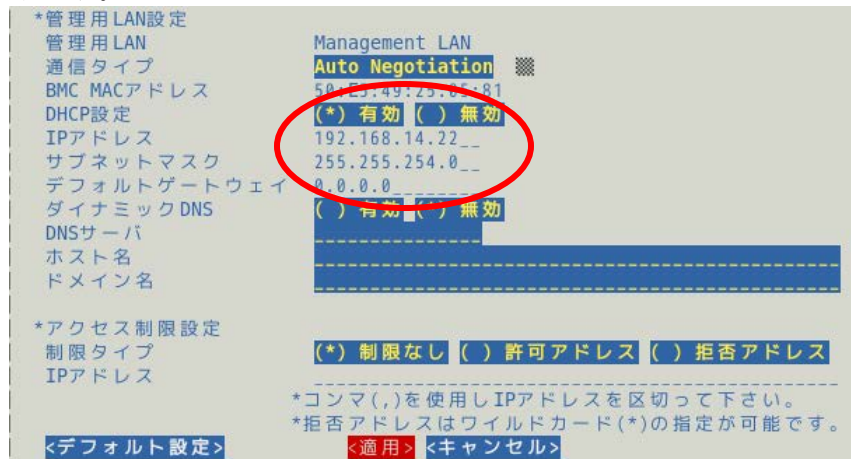 *管理用LAN設定
管理用LAN Management LAN
通信タイプ Auto Negotiation
BMC MACアドレス
DHCP設定 (*) 有効 ( ) 無効
IPアドレス 192.168.14.22__
サブネットマスク 255.255.254.0__
デフォルトゲートウェイ 0.0.0.0________
ダイナミックDNS ( ) 有効 (*) 無効
DNSサーバ
ホスト名
ドメイン名
*アクセス制限設定
制限タイプ (*) 制限なし ( ) 許可アドレス ( ) 拒否アドレス
IPアドレス
*コンマ(,)を使用しIPアドレスを区切って下さい。
*拒否アドレスはワイルドカード(*)の指定が可能です。
<デフォルト設定> <適用> <キャンセル>